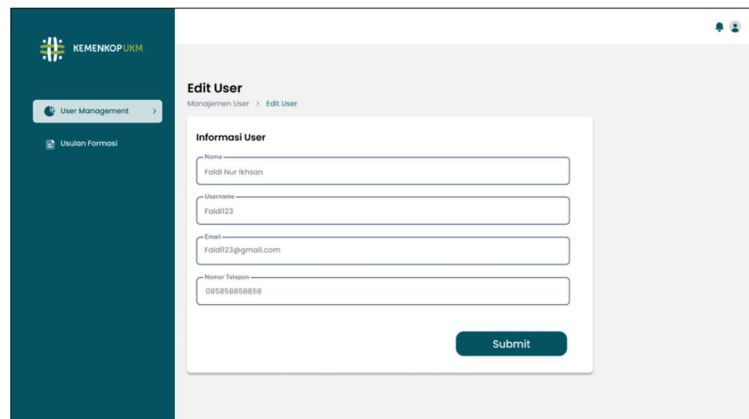 KEMENKOPUKM
User Management
Usulan Formasi
Edit User
Manajemen User > Edit User
Informasi User
Nama
Faldi Nur Ikhsan
Username
Faldi123
Email
Faldi123@gmail.com
Nomor Telepon
085858858858
Submit